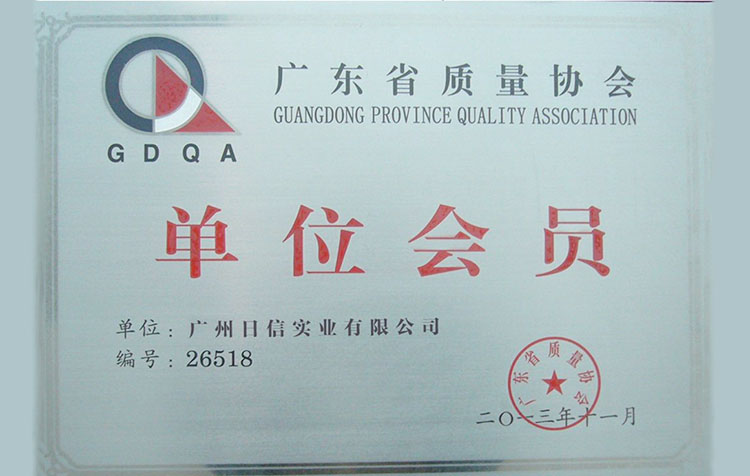 广东省质量协会
GUANGDONG PROVINCE QUALITY ASSOCIATION
GDQA
单位会员
单位：广州日信实业有限公司
编号：26518
广东省质量协会
二〇一三年十一月